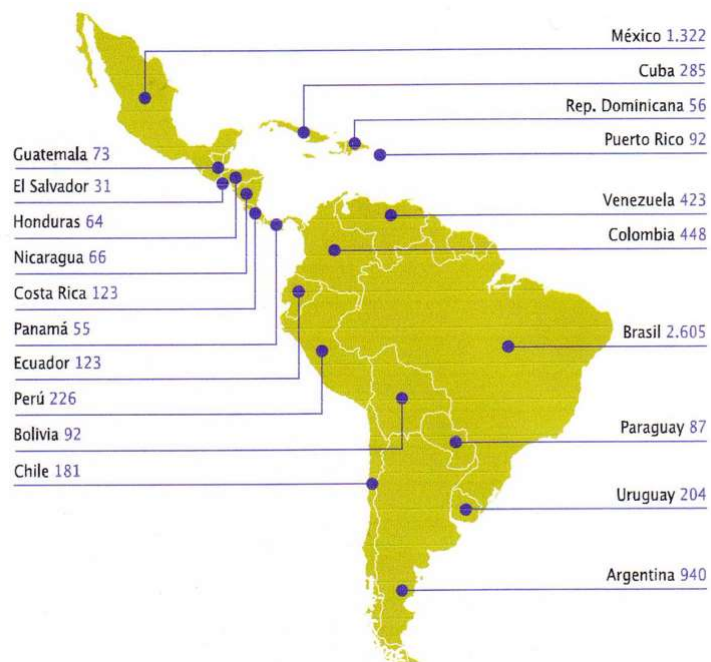 México 1.322
Cuba 285
Rep. Dominicana 56
Puerto Rico 92
Guatemala 73
El Salvador 31
Honduras 64
Nicaragua 66
Costa Rica 123
Panamá 55
Ecuador 123
Perú 226
Bolivia 92
Chile 181
Venezuela 423
Colombia 448
Brasil 2.605
Paraguay 87
Uruguay 204
Argentina 940